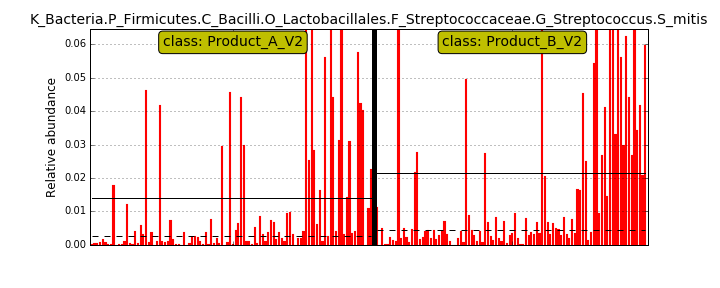 K_Bacteria.P_Firmicutes.C_Bacilli.O_Lactobacillales.F_Streptococcaceae.G_Streptococcus.S_mitis
class: Product_A_V2
class: Product_B_V2
Relative abundance
0.06
0.05
0.04
0.03
0.02
0.01
0.00